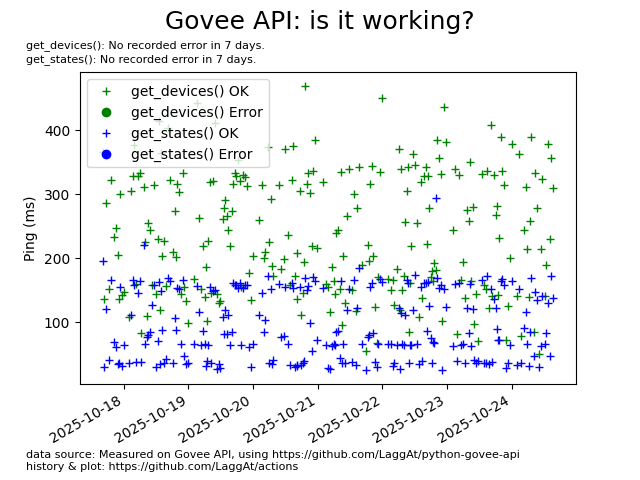 Govee API: is it working?
get_devices(): No recorded error in 7 days.
get_states(): No recorded error in 7 days.
get_devices() OK
get_devices() Error
get_states() OK
get_states() Error
Ping (ms)
400
300
200
100
2025-10-18
2025-10-19
2025-10-20
2025-10-21
2025-10-22
2025-10-23
2025-10-24
data source: Measured on Govee API, using https://github.com/LaggAt/python-govee-api
history & plot: https://github.com/LaggAt/actions